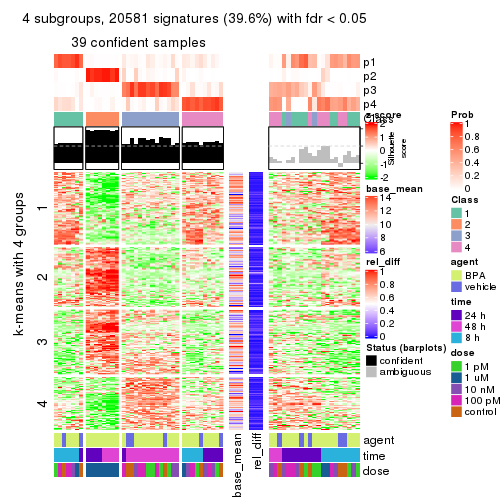 4 subgroups, 20581 signatures (39.6%) with fdr < 0.05
39 confident samples
p1
p2
p3
p4
Class
Silhouette
score
k-means with 4 groups
1
2
3
4
base_mean
rel_diff
agent
time
dose
z-score
2
1
0
-1
-2
base_mean
14
12
10
8
6
rel_diff
1
0.8
0.6
0.4
0.2
0
Status (barplots)
confident
ambiguous
Prob
1
0.8
0.6
0.4
0.2
0
Class
1
2
3
4
agent
BPA
vehicle
time
24 h
48 h
8 h
dose
1 pM
1 uM
10 nM
100 pM
control